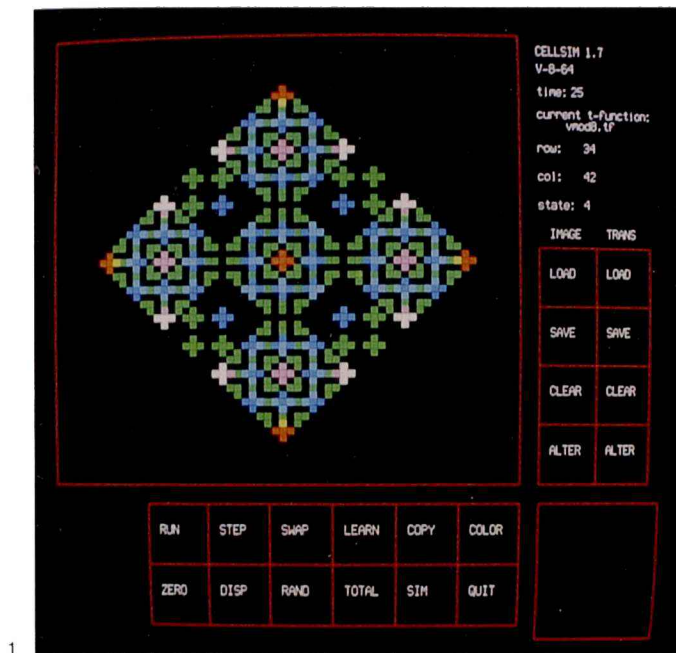 CELLSIM 1.7
V-8-64
time: 25
current t-function:
vmod8.tf
row: 34
col: 42
state: 4
IMAGE TRANS
LOAD LOAD
SAVE SAVE
CLEAR CLEAR
ALTER ALTER
RUN STEP SWAP LEARN COPY COLOR
ZERO DISP RAND TOTAL SIM QUIT
1